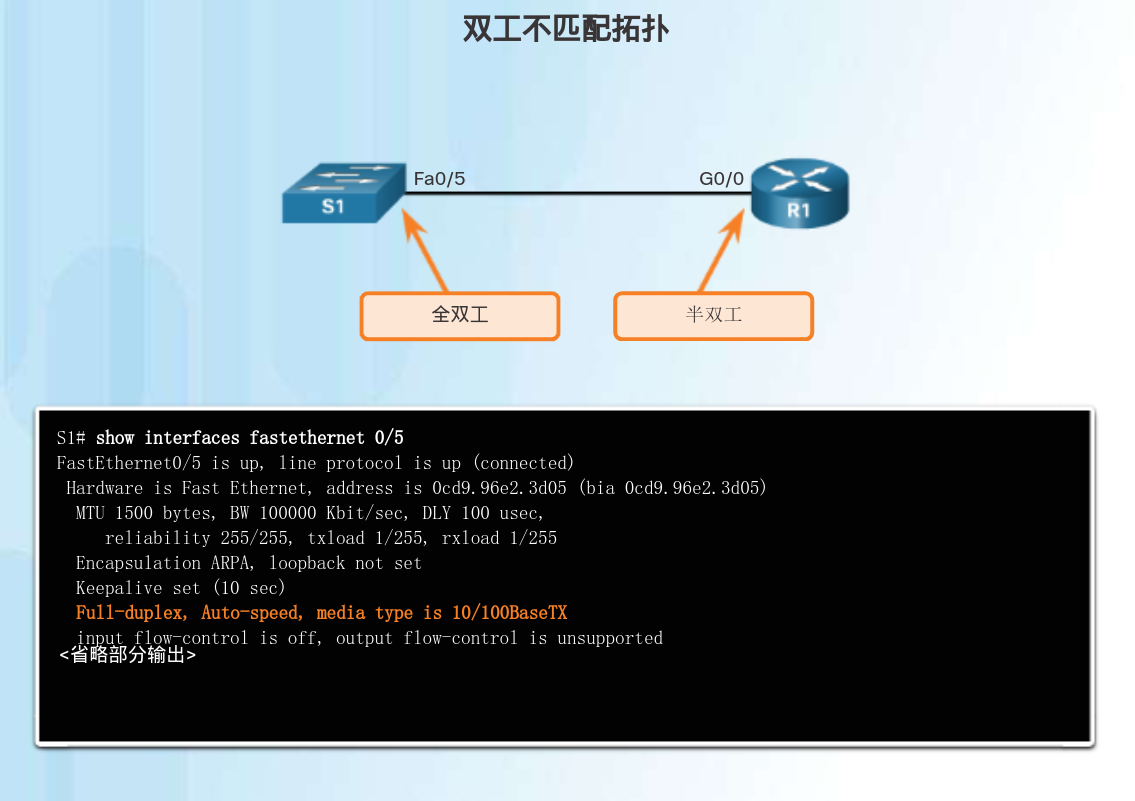 双工不匹配拓扑
Fa0/5
G0/0
S1
R1
全双工
半双工
S1# show interfaces fastethernet 0/5
FastEthernet0/5 is up, line protocol is up (connected)
Hardware is Fast Ethernet, address is 0cd9.96e2.3d05 (bia 0cd9.96e2.3d05)
MTU 1500 bytes, BW 100000 Kbit/sec, DLY 100 usec,
reliability 255/255, txload 1/255, rxload 1/255
Encapsulation ARPA, loopback not set
Keepalive set (10 sec)
Full-duplex, Auto-speed, media type is 10/100BaseTX
input flow-control is off, output flow-control is unsupported
<省略部分输出>